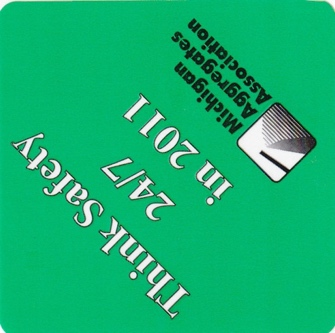 Michigan
Aggregates
Association
Think Safety
24/7
in 2011